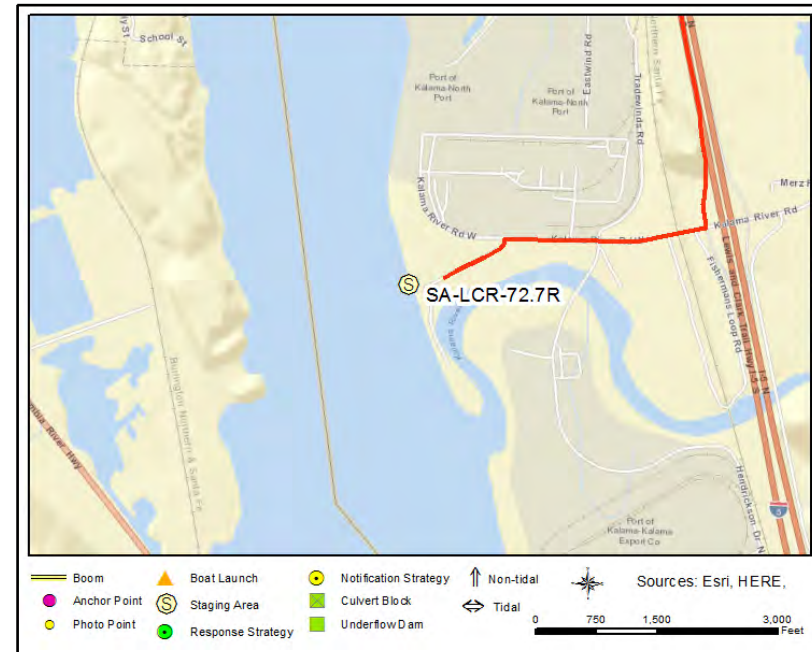 School St
Port of
Kalama-North
Port
Port of
Kalama-North
Port
Eastwind Rd
Tradewinds Rd
Northern Santa Fe
N
Merz R
Kalama River Rd
Kalama River Rd W
SA-LCR-72.7R
S
Fishermans Loop Rd
Lewis and Clark Trail Hwy
I-5 S
I-5 N
5
Hendrickson Dr N
Port of
Kalama-Kalama
Export Co
Burlington Northern & Santa Fe
mbia River Hwy
Boom
Anchor Point
Photo Point
Boat Launch
S Staging Area
Response Strategy
Notification Strategy
Culvert Block
Underflow Dam
Non-tidal
Tidal
Sources: Esri, HERE,
0 750 1,500 3,000
Feet